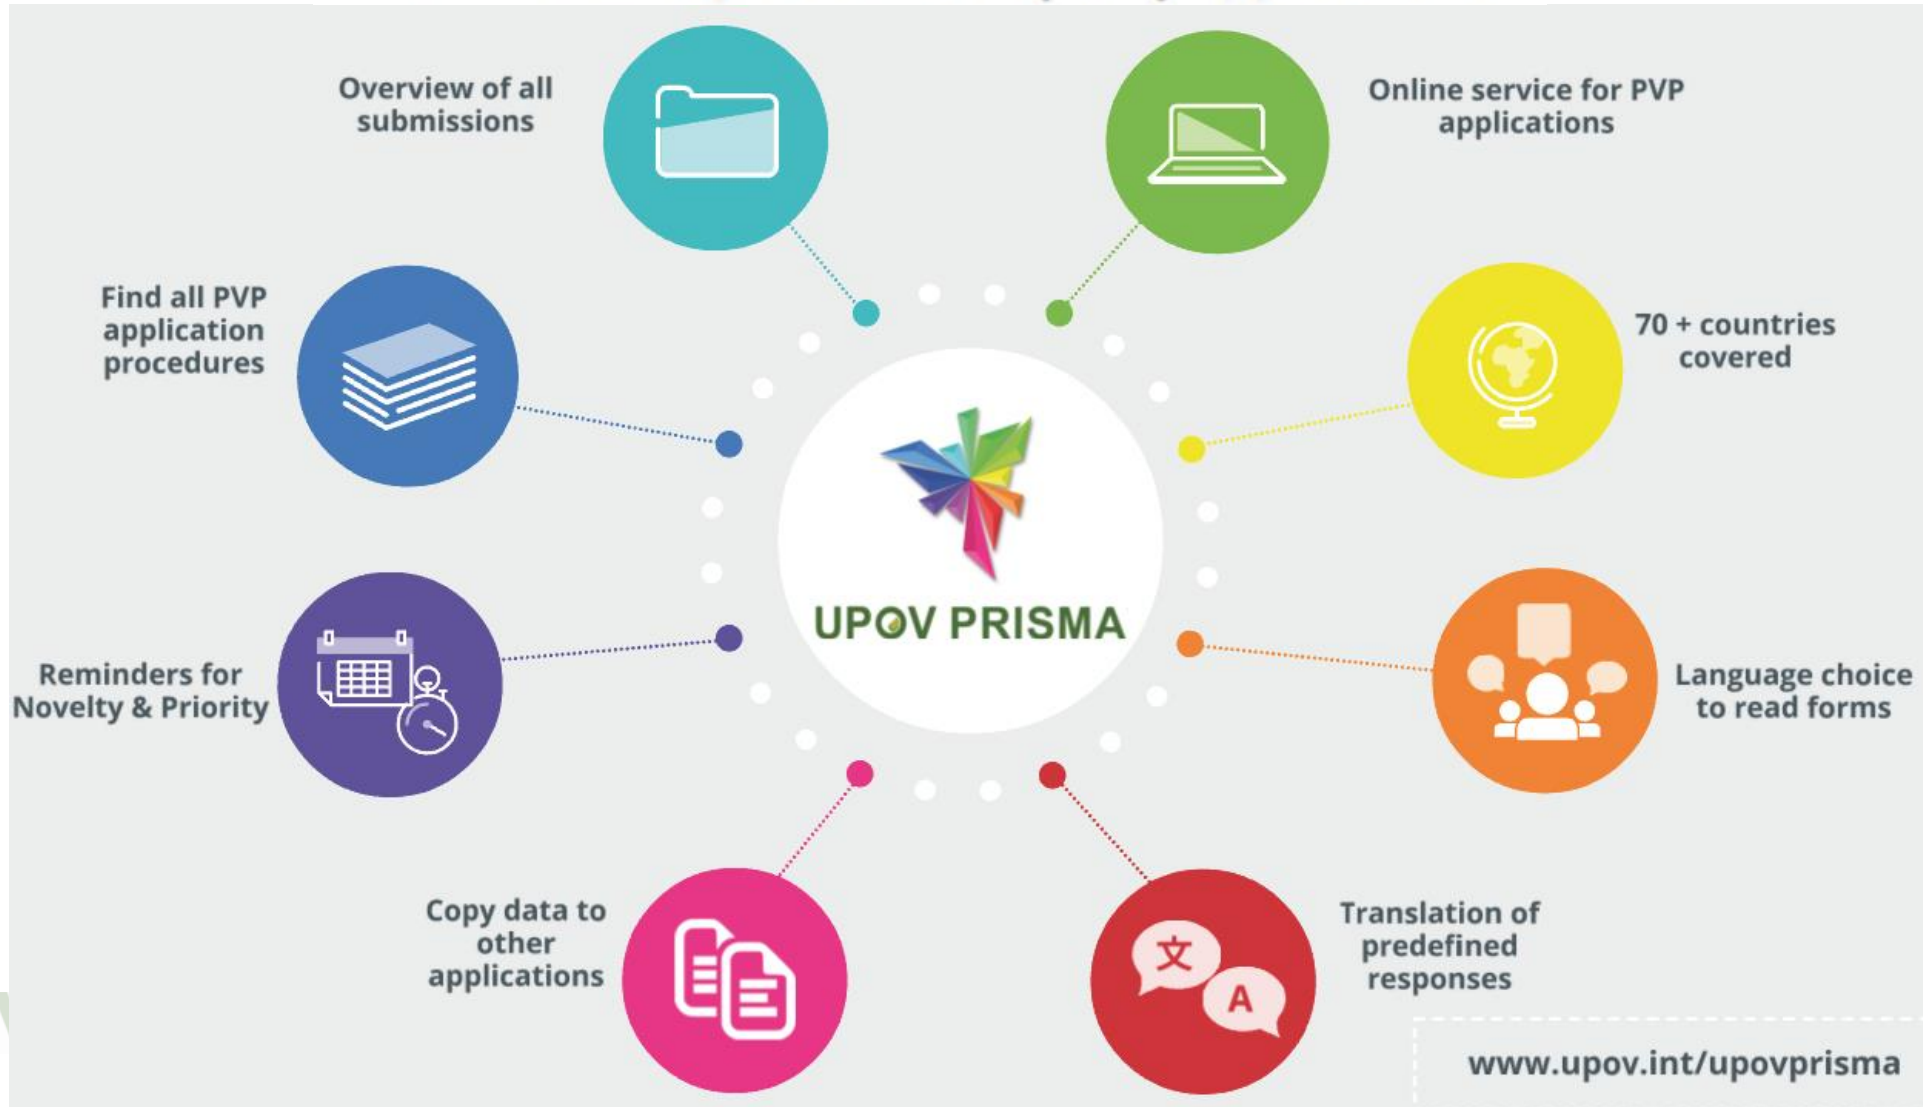 Overview of all
submissions
Online service for PVP
applications
Find all PVP
application
procedures
70 + countries
covered
UPOV PRISMA
Reminders for
Novelty & Priority
Language choice
to read forms
Copy data to
other
applications
Translation of
predefined
responses
文
A
www.upov.int/upovprisma